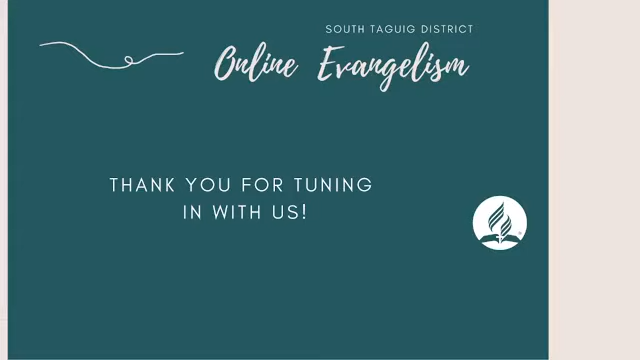 SOUTH TAGUIG DISTRICT
Online Evangelism
THANK YOU FOR TUNING
IN WITH US!